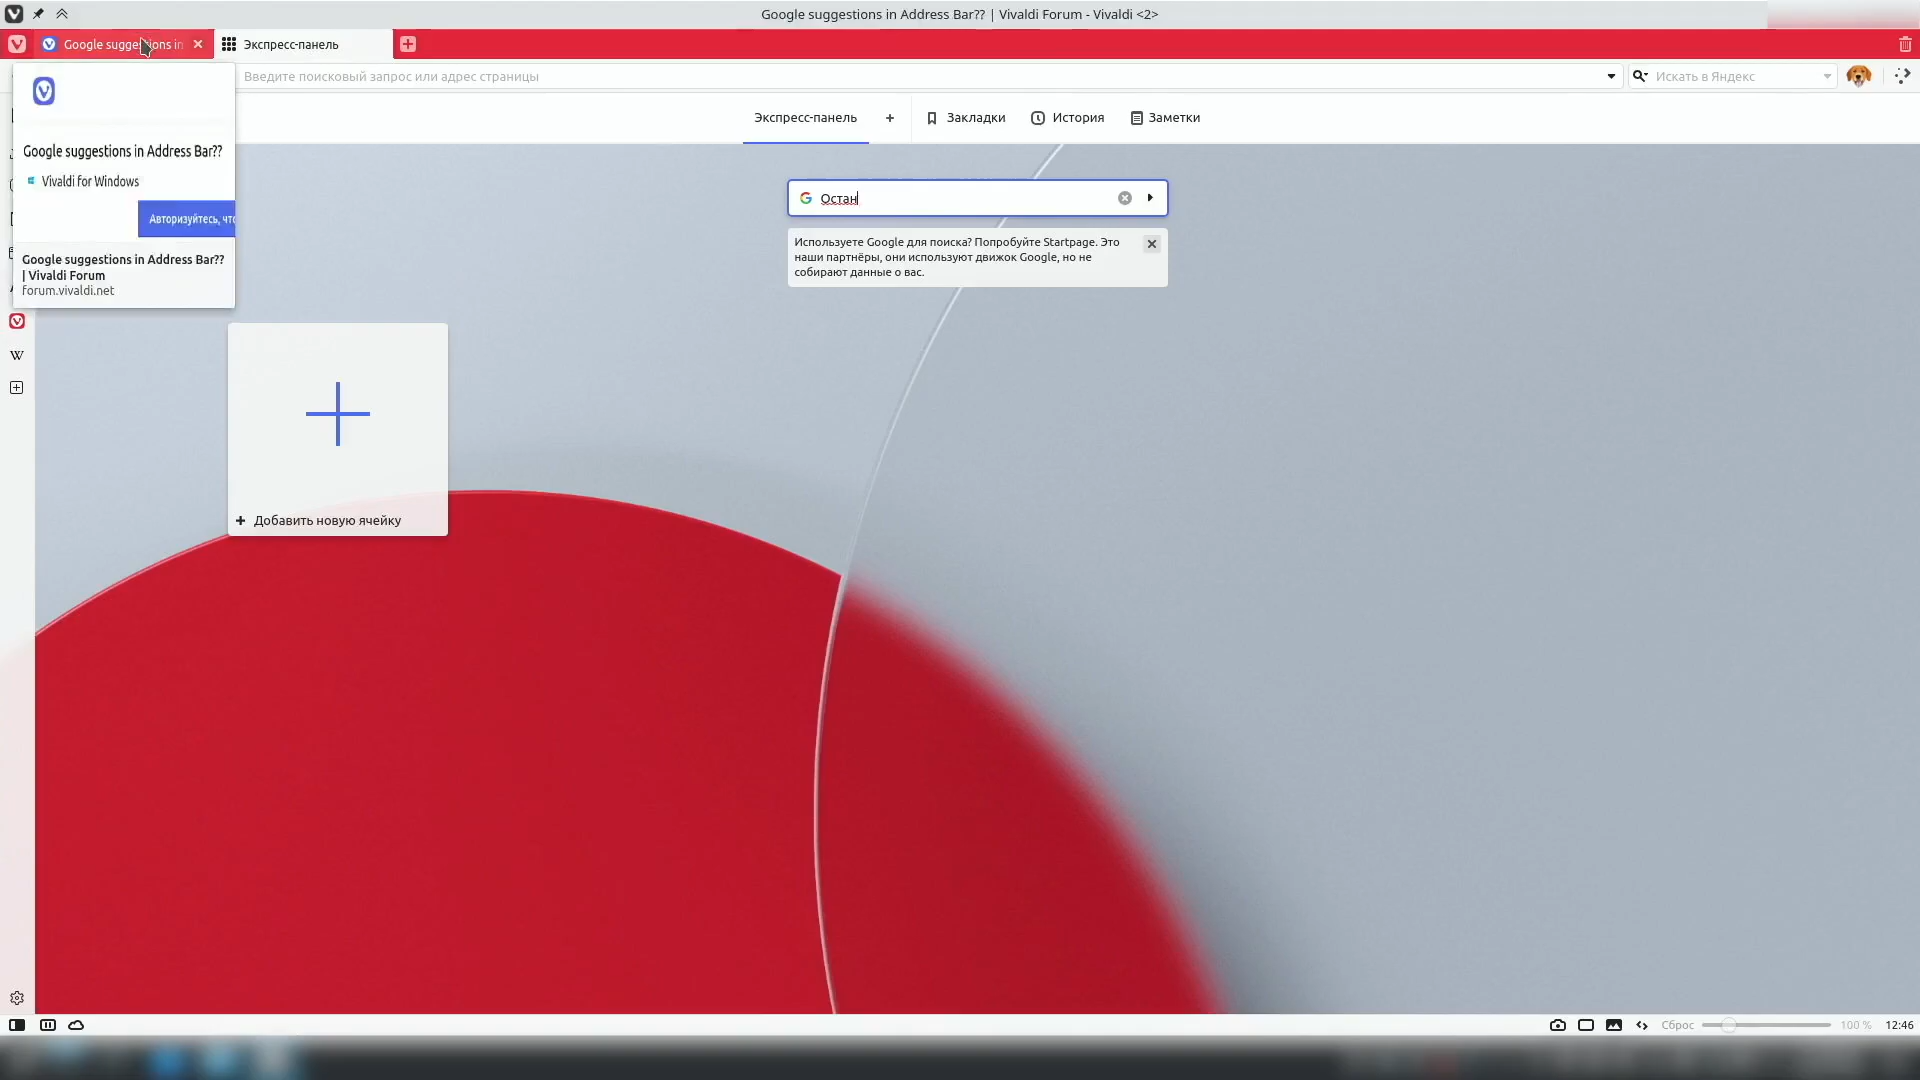 Google suggestions in Address Bar?? | Vivaldi Forum - Vivaldi <2>
Google suggestions in
Экспресс-панель
Введите поисковый запрос или адрес страницы
Искать в Яндекс
Экспресс-панель
Закладки
История
Заметки
Google suggestions in Address Bar??
Vivaldi for Windows
Авторизуйтесь, что
Google suggestions in Address Bar??
| Vivaldi Forum
forum.vivaldi.net
Остан
Используете Google для поиска? Попробуйте Startpage. Это
наши партнёры, они используют движок Google, но не
собирают данные о вас.
W
Добавить новую ячейку
Сброс
100 %
12:46